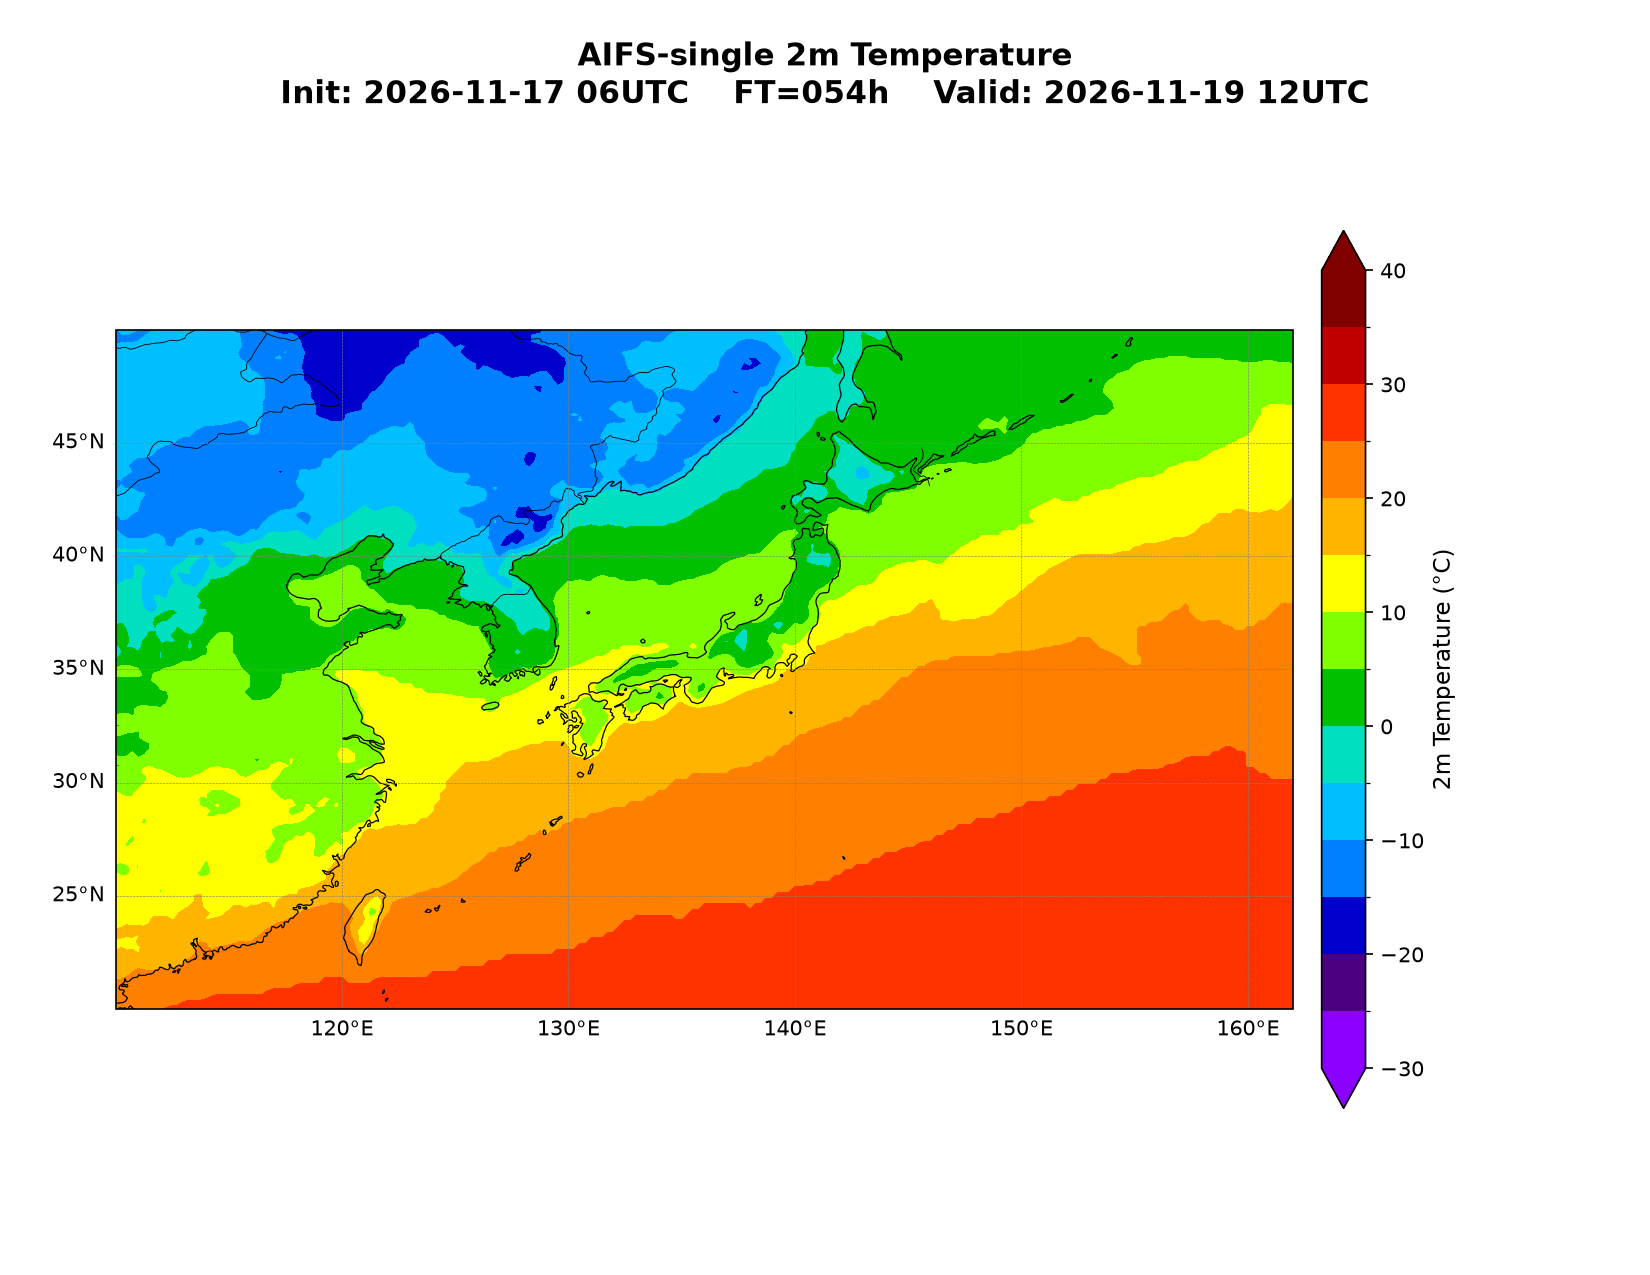 AIFS-single 2m Temperature
Init: 2026-11-17 06UTC    FT=054h    Valid: 2026-11-19 12UTC
45°N
40°N
35°N
30°N
25°N
120°E
130°E
140°E
150°E
160°E
40
30
20
10
0
−10
−20
−30
2m Temperature (°C)